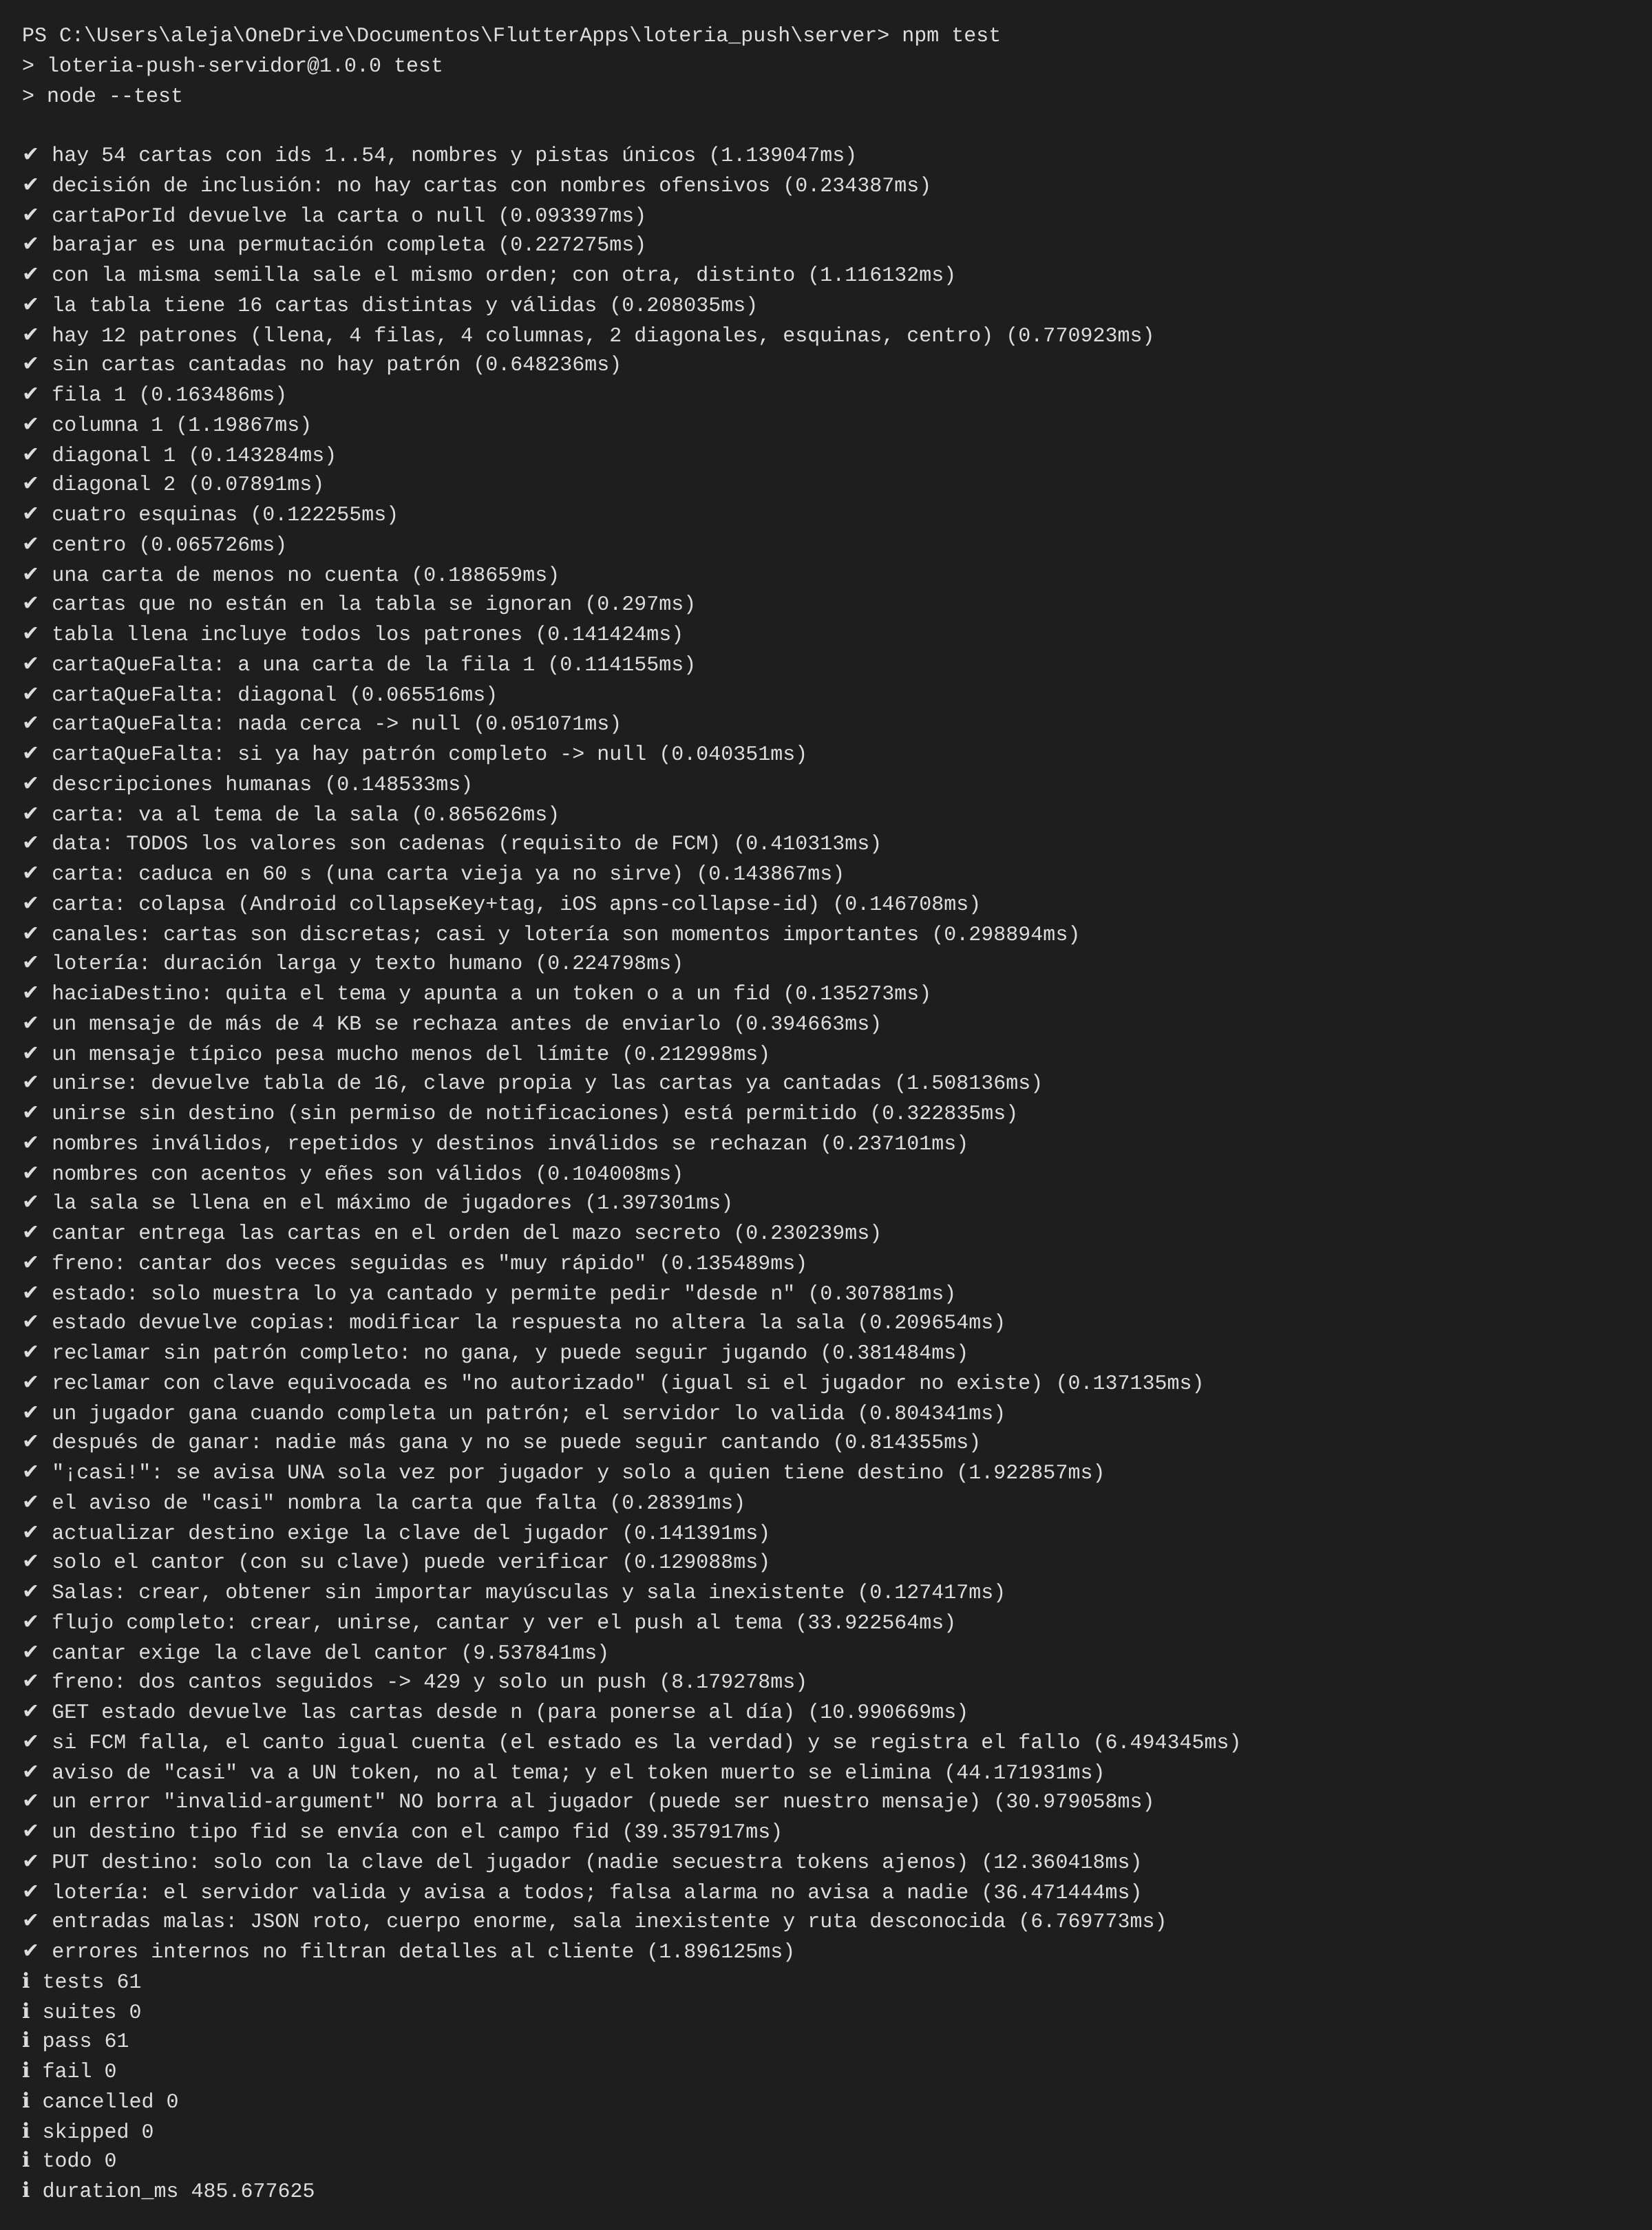 PS C:\Users\aleja\OneDrive\Documentos\FlutterApps\loteria_push\server> npm test
> loteria-push-servidor@1.0.0 test
> node --test
✔ hay 54 cartas con ids 1..54, nombres y pistas únicos (1.139047ms)
✔ decisión de inclusión: no hay cartas con nombres ofensivos (0.234387ms)
✔ cartaPorId devuelve la carta o null (0.093397ms)
✔ barajar es una permutación completa (0.227275ms)
✔ con la misma semilla sale el mismo orden; con otra, distinto (1.116132ms)
✔ la tabla tiene 16 cartas distintas y válidas (0.208035ms)
✔ hay 12 patrones (llena, 4 filas, 4 columnas, 2 diagonales, esquinas, centro) (0.770923ms)
✔ sin cartas cantadas no hay patrón (0.648236ms)
✔ fila 1 (0.163486ms)
✔ columna 1 (1.19867ms)
✔ diagonal 1 (0.143284ms)
✔ diagonal 2 (0.07891ms)
✔ cuatro esquinas (0.122255ms)
✔ centro (0.065726ms)
✔ una carta de menos no cuenta (0.188659ms)
✔ cartas que no están en la tabla se ignoran (0.297ms)
✔ tabla llena incluye todos los patrones (0.141424ms)
✔ cartaQueFalta: a una carta de la fila 1 (0.114155ms)
✔ cartaQueFalta: diagonal (0.065516ms)
✔ cartaQueFalta: nada cerca -> null (0.051071ms)
✔ cartaQueFalta: si ya hay patrón completo -> null (0.040351ms)
✔ descripciones humanas (0.148533ms)
✔ carta: va al tema de la sala (0.865626ms)
✔ data: TODOS los valores son cadenas (requisito de FCM) (0.410313ms)
✔ carta: caduca en 60 s (una carta vieja ya no sirve) (0.143867ms)
✔ carta: colapsa (Android collapseKey+tag, iOS apns-collapse-id) (0.146708ms)
✔ canales: cartas son discretas; casi y lotería son momentos importantes (0.298894ms)
✔ lotería: duración larga y texto humano (0.224798ms)
✔ haciaDestino: quita el tema y apunta a un token o a un fid (0.135273ms)
✔ un mensaje de más de 4 KB se rechaza antes de enviarlo (0.394663ms)
✔ un mensaje típico pesa mucho menos del límite (0.212998ms)
✔ unirse: devuelve tabla de 16, clave propia y las cartas ya cantadas (1.508136ms)
✔ unirse sin destino (sin permiso de notificaciones) está permitido (0.322835ms)
✔ nombres inválidos, repetidos y destinos inválidos se rechazan (0.237101ms)
✔ nombres con acentos y eñes son válidos (0.104008ms)
✔ la sala se llena en el máximo de jugadores (1.397301ms)
✔ cantar entrega las cartas en el orden del mazo secreto (0.230239ms)
✔ freno: cantar dos veces seguidas es "muy rápido" (0.135489ms)
✔ estado: solo muestra lo ya cantado y permite pedir "desde n" (0.307881ms)
✔ estado devuelve copias: modificar la respuesta no altera la sala (0.209654ms)
✔ reclamar sin patrón completo: no gana, y puede seguir jugando (0.381484ms)
✔ reclamar con clave equivocada es "no autorizado" (igual si el jugador no existe) (0.137135ms)
✔ un jugador gana cuando completa un patrón; el servidor lo valida (0.804341ms)
✔ después de ganar: nadie más gana y no se puede seguir cantando (0.814355ms)
✔ "¡casi!": se avisa UNA sola vez por jugador y solo a quien tiene destino (1.922857ms)
✔ el aviso de "casi" nombra la carta que falta (0.28391ms)
✔ actualizar destino exige la clave del jugador (0.141391ms)
✔ solo el cantor (con su clave) puede verificar (0.129088ms)
✔ Salas: crear, obtener sin importar mayúsculas y sala inexistente (0.127417ms)
✔ flujo completo: crear, unirse, cantar y ver el push al tema (33.922564ms)
✔ cantar exige la clave del cantor (9.537841ms)
✔ freno: dos cantos seguidos -> 429 y solo un push (8.179278ms)
✔ GET estado devuelve las cartas desde n (para ponerse al día) (10.990669ms)
✔ si FCM falla, el canto igual cuenta (el estado es la verdad) y se registra el fallo (6.494345ms)
✔ aviso de "casi" va a UN token, no al tema; y el token muerto se elimina (44.171931ms)
✔ un error "invalid-argument" NO borra al jugador (puede ser nuestro mensaje) (30.979058ms)
✔ un destino tipo fid se envía con el campo fid (39.357917ms)
✔ PUT destino: solo con la clave del jugador (nadie secuestra tokens ajenos) (12.360418ms)
✔ lotería: el servidor valida y avisa a todos; falsa alarma no avisa a nadie (36.471444ms)
✔ entradas malas: JSON roto, cuerpo enorme, sala inexistente y ruta desconocida (6.769773ms)
✔ errores internos no filtran detalles al cliente (1.896125ms)
ℹ tests 61
ℹ suites 0
ℹ pass 61
ℹ fail 0
ℹ cancelled 0
ℹ skipped 0
ℹ todo 0
ℹ duration_ms 485.677625